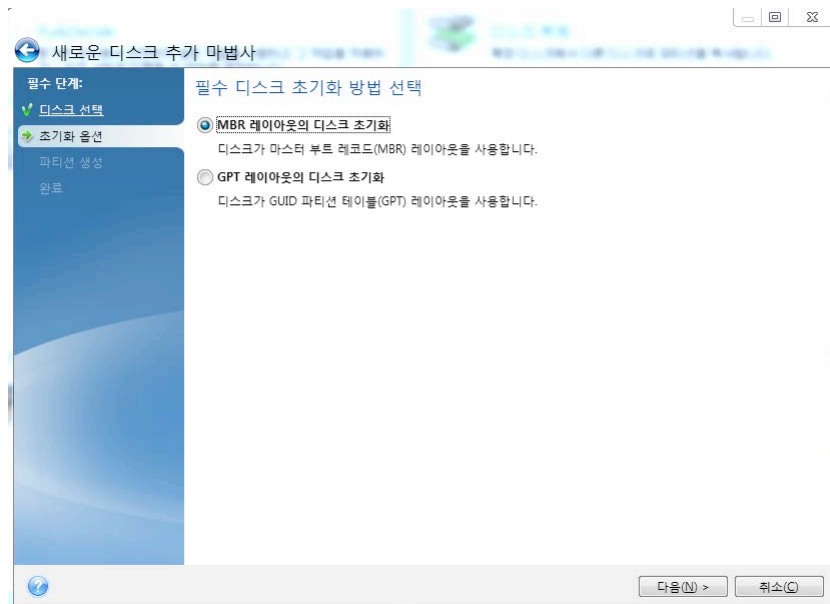 새로운 디스크 추가 마법사
필수 단계:
디스크 선택
초기화 옵션
파티션 생성
완료
필수 디스크 초기화 방법 선택
MBR 레이아웃의 디스크 초기화
디스크가 마스터 부트 레코드(MBR) 레이아웃을 사용합니다.
GPT 레이아웃의 디스크 초기화
디스크가 GUID 파티션 테이블(GPT) 레이아웃을 사용합니다.
다음(N) >
취소(C)